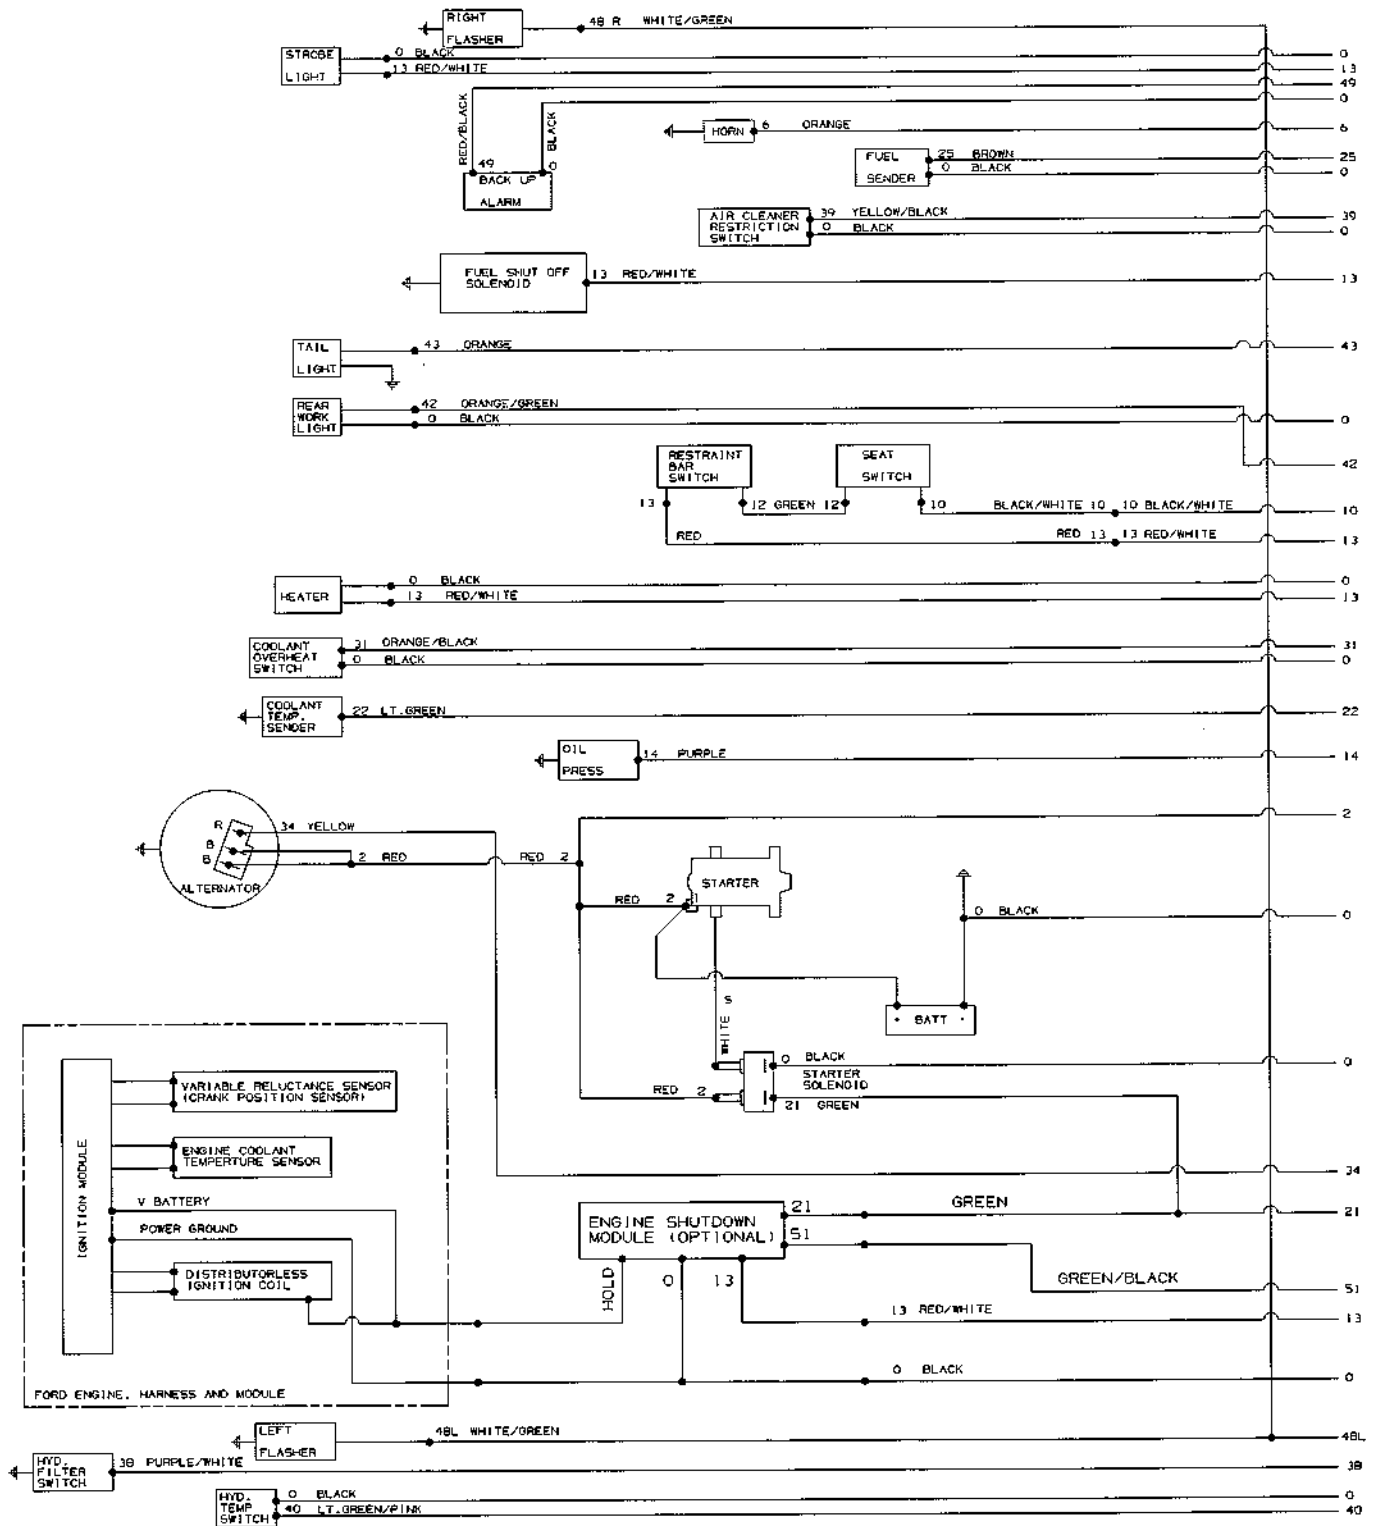 RIGHT
FLASHER
48 R WHITE/GREEN
STROBE
LIGHT
0 BLACK
0
13 RED/WHITE
13
49
0
RED/BLACK
49
BLACK
0
BACK UP
ALARM
HORN
6 ORANGE
6
FUEL
SENDER
25 BROWN
25
0 BLACK
0
AIR CLEANER
RESTRICTION
SWITCH
39 YELLOW/BLACK
39
0 BLACK
0
FUEL SHUT OFF
SOLENOID
13 RED/WHITE
13
TAIL
LIGHT
43 ORANGE
43
REAR
WORK
LIGHT
42 ORANGE/GREEN
0 BLACK
0
42
RESTRAINT
BAR
SWITCH
SEAT
SWITCH
13
12 GREEN 12
10
BLACK/WHITE 10
10 BLACK/WHITE
10
RED
RED 13
13 RED/WHITE
13
HEATER
0 BLACK
0
13 RED/WHITE
13
COOLANT
OVERHEAT
SWITCH
31 ORANGE/BLACK
31
0 BLACK
0
COOLANT
TEMP.
SENDER
22 LT.GREEN
22
OIL
PRESS
14 PURPLE
14
R
B
B
ALTERNATOR
34 YELLOW
2 RED
RED 2
2
STARTER
RED 2
0 BLACK
0
+ BATT -
WHITE S
0 BLACK
0
STARTER
SOLENOID
RED 2
21 GREEN
IGNITION MODULE
VARIABLE RELUCTANCE SENSOR
(CRANK POSITION SENSOR)
ENGINE COOLANT
TEMPERTURE SENSOR
V BATTERY
POWER GROUND
DISTRIBUTORLESS
IGNITION COIL
FORD ENGINE, HARNESS AND MODULE
34
ENGINE SHUTDOWN
MODULE (OPTIONAL)
21
GREEN
21
51
GREEN/BLACK
51
HOLD
0
13
13 RED/WHITE
13
0 BLACK
0
LEFT
FLASHER
48L WHITE/GREEN
48L
HYD.
FILTER
SWITCH
38 PURPLE/WHITE
38
HYD.
TEMP
SWITCH
0 BLACK
0
40 LT.GREEN/PINK
40